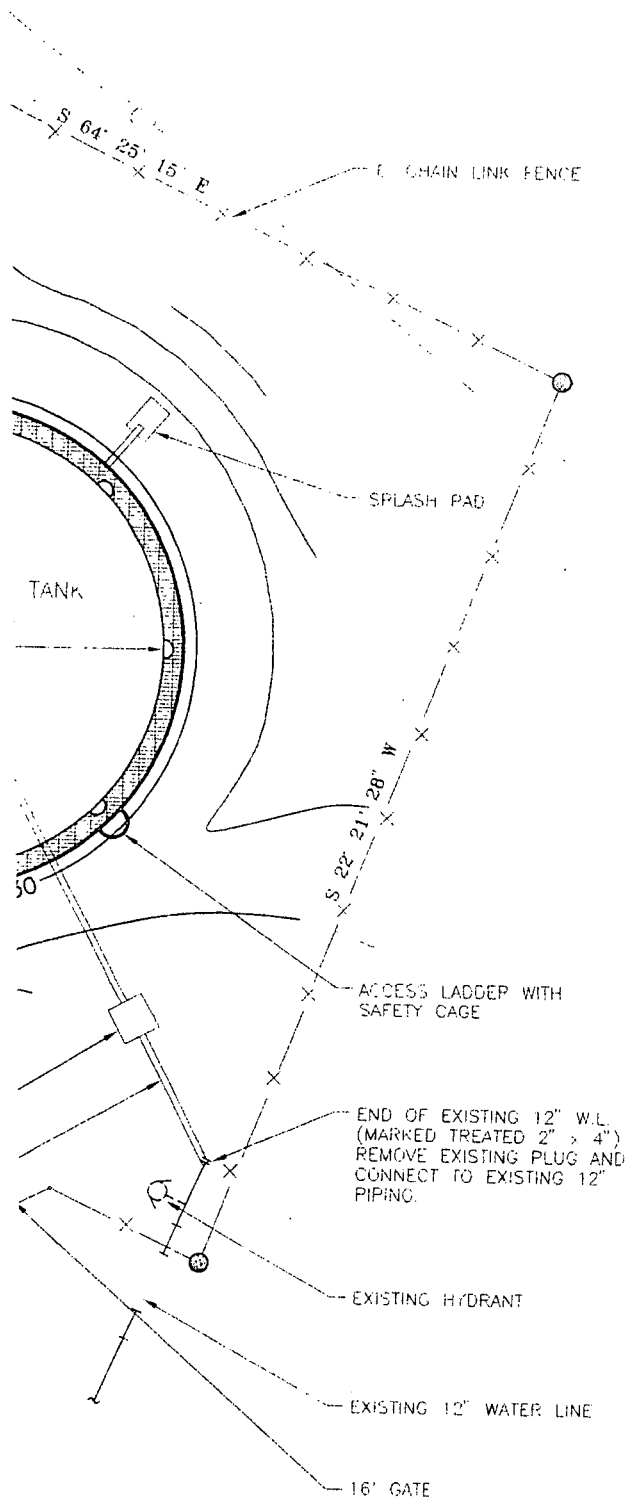 S 64° 25' 15" E
CHAIN LINK FENCE
SPLASH PAD
TANK
S 22° 21' 28" W
ACCESS LADDER WITH
SAFETY CAGE
END OF EXISTING 12" W.L.
(MARKED TREATED 2" x 4")
REMOVE EXISTING PLUG AND
CONNECT TO EXISTING 12"
PIPING.
EXISTING HYDRANT
EXISTING 12" WATER LINE
16' GATE